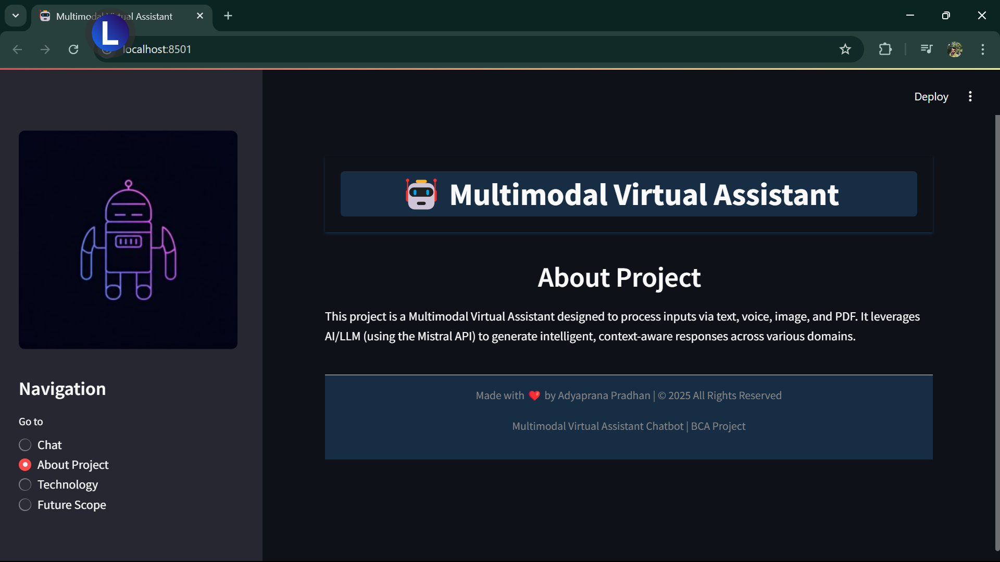 Multimodal Virtual Assistant
L
localhost:8501
Deploy
Multimodal Virtual Assistant
About Project
This project is a Multimodal Virtual Assistant designed to process inputs via text, voice, image, and PDF. It leverages
AI/LLM (using the Mistral API) to generate intelligent, context-aware responses across various domains.
Made with ❤️ by Adyaprana Pradhan | © 2025 All Rights Reserved
Multimodal Virtual Assistant Chatbot | BCA Project
Navigation
Go to
Chat
About Project
Technology
Future Scope